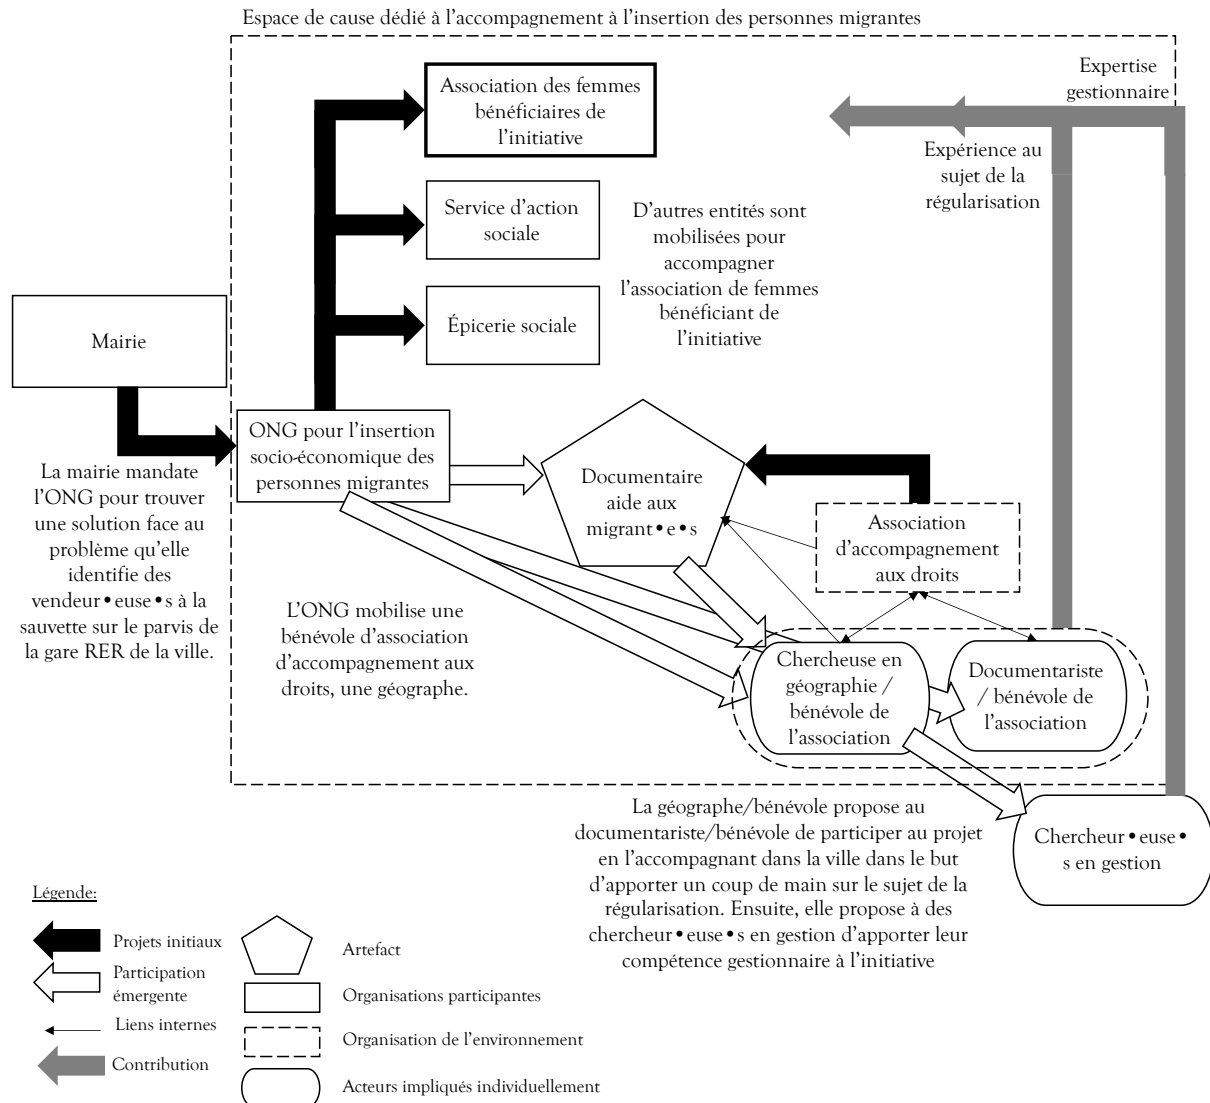 Espace de cause dédié à l’accompagnement à l’insertion des personnes migrantes
Association des femmes
bénéficiaires de
l’initiative
Expertise
gestionnaire
Expérience au
sujet de la
régularisation
Service d’action
sociale
D’autres entités sont
mobilisées pour
accompagner
l’association de femmes
bénéficiant de
l’initiative
Épicerie sociale
Mairie
La mairie mandate
l’ONG pour trouver
une solution face au
problème qu’elle
identifie des
vendeur•euse•s à la
sauvette sur le parvis de
la gare RER de la ville.
ONG pour l’insertion
socio-économique des
personnes migrantes
Documentaire
aide aux
migrant•e•s
Association
d’accompagnement
aux droits
L’ONG mobilise une
bénévole d’association
d’accompagnement aux
droits, une géographe.
Chercheuse en
géographie /
bénévole de
l’association
Documentariste
/ bénévole de
l’association
La géographe/bénévole propose au
documentariste/bénévole de participer au projet
en l’accompagnant dans la ville dans le but
d’apporter un coup de main sur le sujet de la
régularisation. Ensuite, elle propose à des
chercheur•euse•s en gestion d’apporter leur
compétence gestionnaire à l’initiative
Chercheur•euse•
s en gestion
Légende:
Projets initiaux
Participation
émergente
Liens internes
Contribution
Artefact
Organisations participantes
Organisation de l’environnement
Acteurs impliqués individuellement